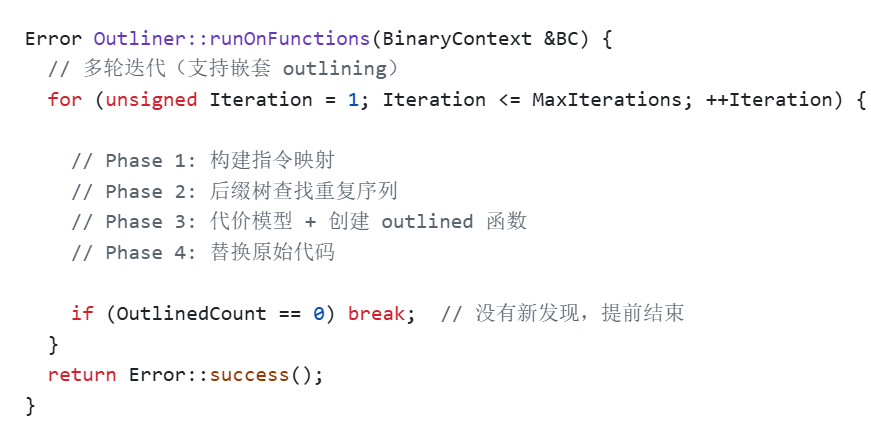 Error Outliner::runOnFunctions(BinaryContext &BC) {
  // 多轮迭代（支持嵌套 outlining）
  for (unsigned Iteration = 1; Iteration <= MaxIterations; ++Iteration) {

    // Phase 1: 构建指令映射
    // Phase 2: 后缀树查找重复序列
    // Phase 3: 代价模型 + 创建 outlined 函数
    // Phase 4: 替换原始代码

    if (OutlinedCount == 0) break;  // 没有新发现，提前结束
  }
  return Error::success();
}